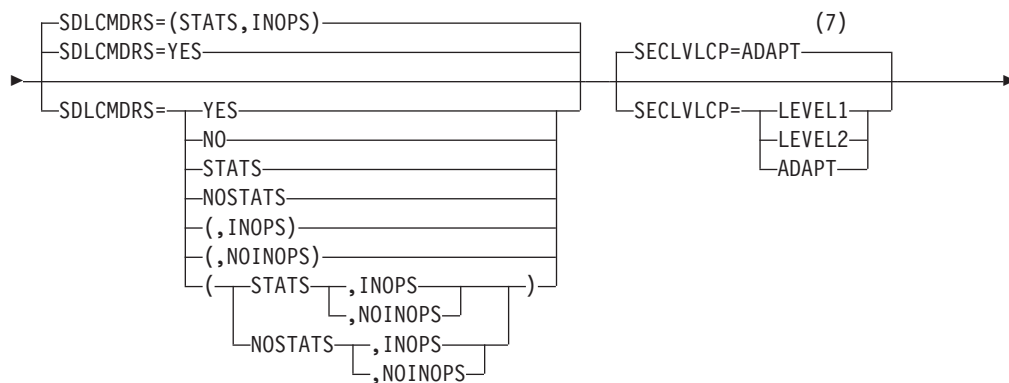 SDLCMDRS=(STATS,INOPS) (7)
SDLCMDRS=YES SECLVLCP=ADAPT
SDLCMDRS= YES SECLVLCP= LEVEL1
NO LEVEL2
STATS ADAPT
NOSTATS
(,INOPS)
(,NOINOPS)
( STATS ,INOPS )
,NOINOPS
NOSTATS ,INOPS
,NOINOPS